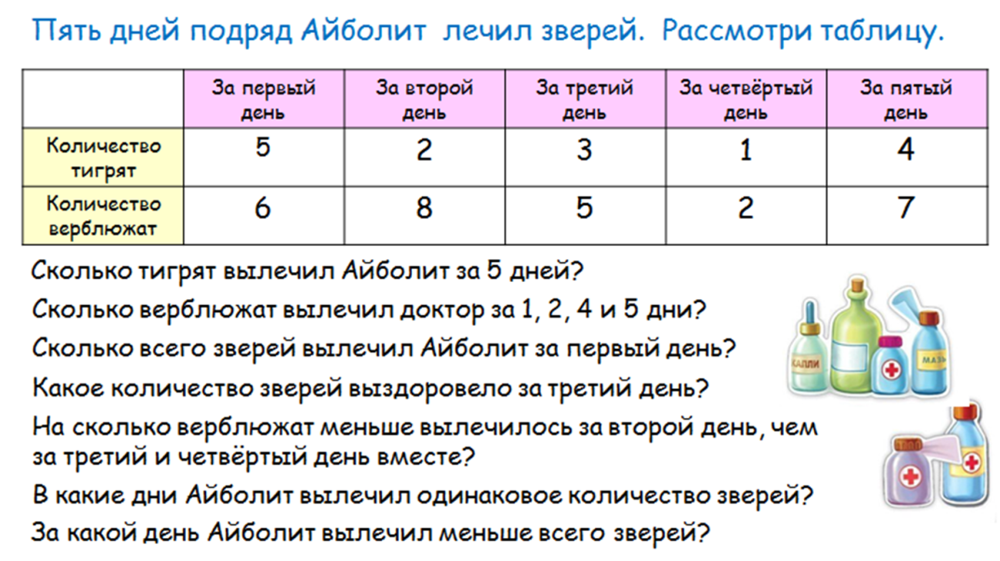 Пять дней подряд Айболит лечил зверей. Рассмотри таблицу.
За первый день За второй день За третий день За четвёртый день За пятый день
Количество тигрят 5 2 3 1 4
Количество верблюжат 6 8 5 2 7
Сколько тигрят вылечил Айболит за 5 дней?
Сколько верблюжат вылечил доктор за 1, 2, 4 и 5 дни?
Сколько всего зверей вылечил Айболит за первый день?
Какое количество зверей выздоровело за третий день?
На сколько верблюжат меньше вылечилось за второй день, чем
за третий и четвёртый день вместе?
В какие дни Айболит вылечил одинаковое количество зверей?
За какой день Айболит вылечил меньше всего зверей?
КАПЛИ
МАЗЬ